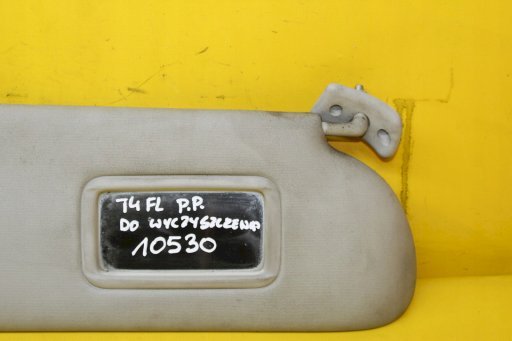 T4 FL P.P.
DO WYCZYSZCZENIA
10530